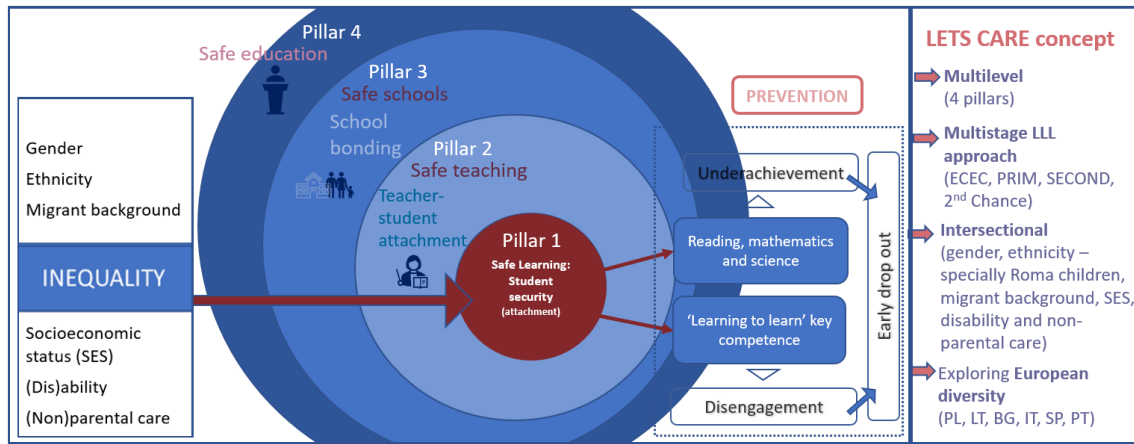 Gender
Ethnicity
Migrant background
INEQUALITY
Socioeconomic
status (SES)
(Dis)ability
(Non)parental care
Pillar 4
Safe education
Pillar 3
Safe schools
School
bonding
Pillar 2
Safe teaching
Teacher-
student
attachment
Pillar 1
Safe Learning:
Student
security
(attachment)
PREVENTION
Underachievement
Reading, mathematics
and science
'Learning to learn' key
competence
Disengagement
Early drop out
LETS CARE concept
Multilevel
(4 pillars)
Multistage LLL
approach
(ECEC, PRIM, SECOND,
2nd Chance)
Intersectional
(gender, ethnicity –
specially Roma children,
migrant background, SES,
disability and non-
parental care)
Exploring European
diversity
(PL, LT, BG, IT, SP, PT)